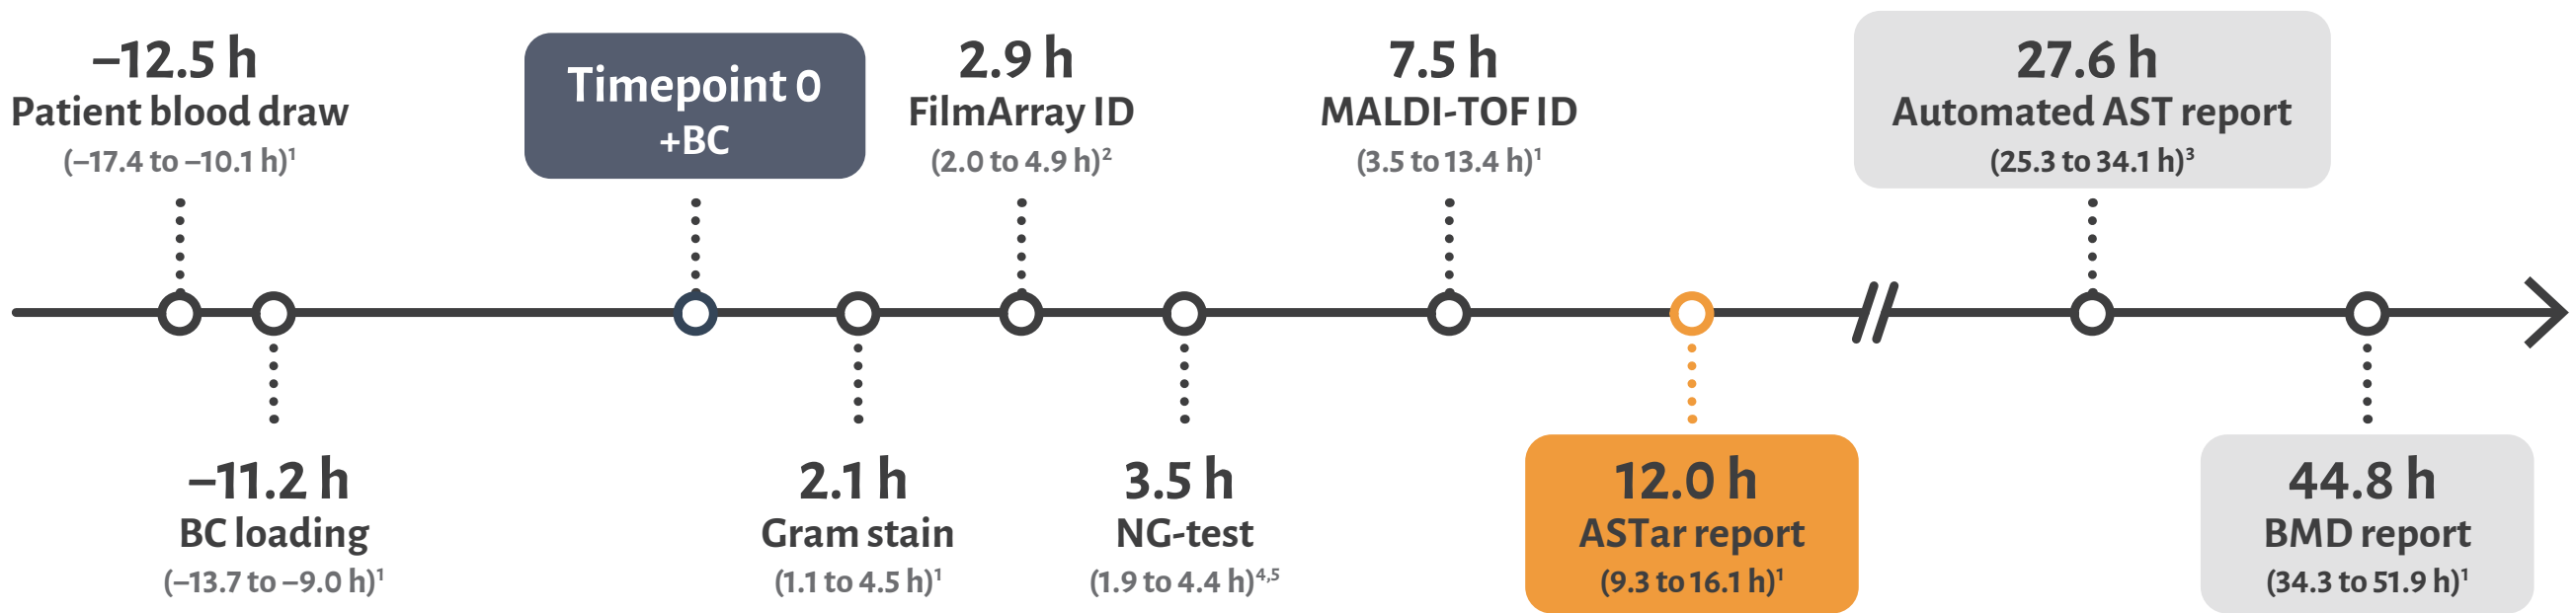 –12.5 h
Patient blood draw
(–17.4 to –10.1 h)¹
Timepoint 0
+BC
2.9 h
FilmArray ID
(2.0 to 4.9 h)²
7.5 h
MALDI-TOF ID
(3.5 to 13.4 h)¹
27.6 h
Automated AST report
(25.3 to 34.1 h)³
–11.2 h
BC loading
(–13.7 to –9.0 h)¹
2.1 h
Gram stain
(1.1 to 4.5 h)¹
3.5 h
NG-test
(1.9 to 4.4 h)⁴,⁵
12.0 h
ASTar report
(9.3 to 16.1 h)¹
44.8 h
BMD report
(34.3 to 51.9 h)¹